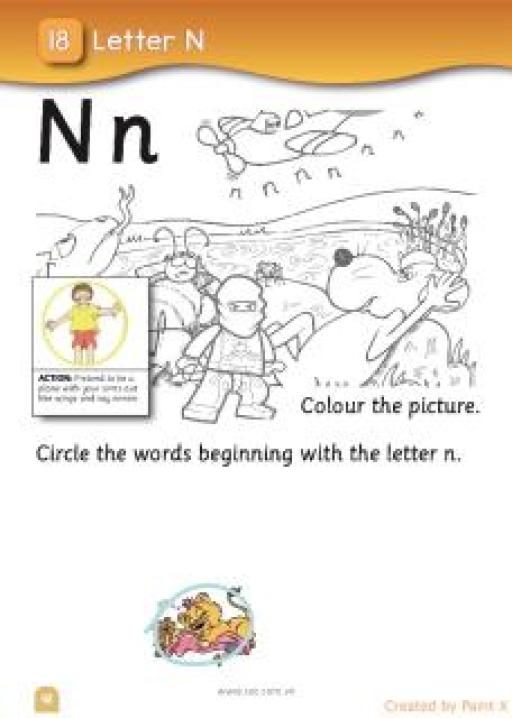 18 Letter N
N n
n n n n n n n n
ACTION: Pretend to be a
plane with your arms out
like wings and say nnnnn.
Colour the picture.
Circle the words beginning with the letter n.
Created by Paint X